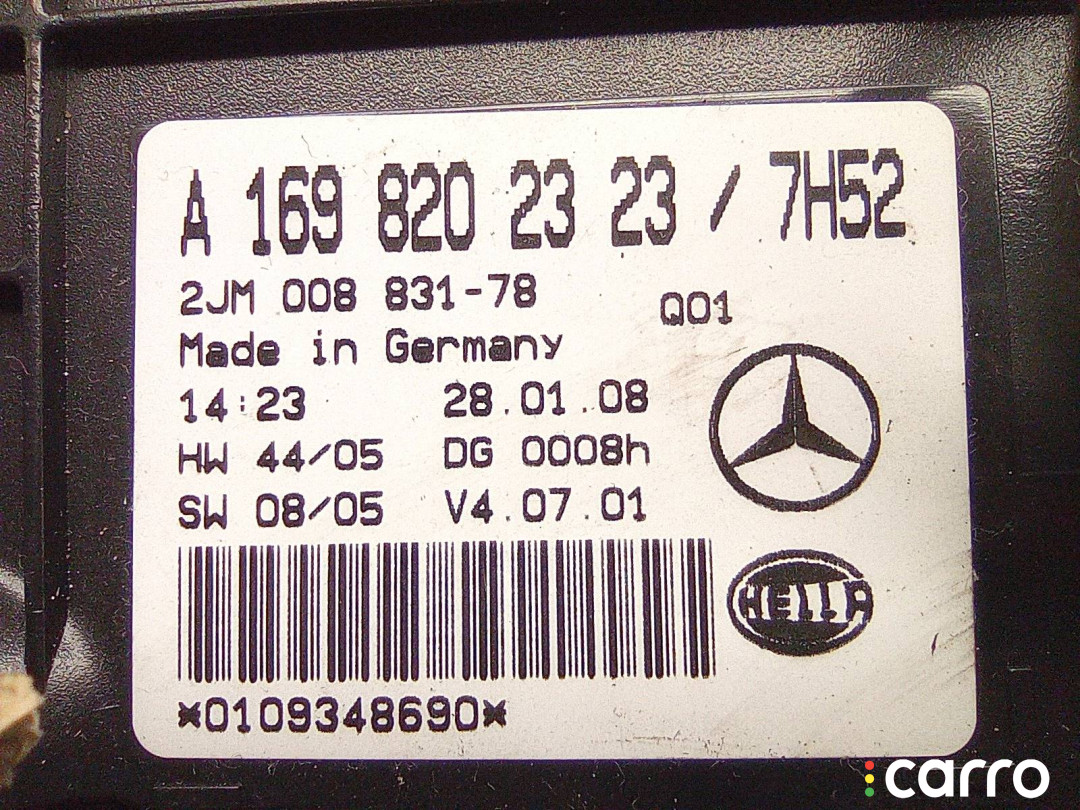 A 169 820 23 23 / 7H52
2JM 008 831-78 Q01
Made in Germany
14:23 28.01.08
HW 44/05 DG 0008h
SW 08/05 V4.07.01
HELLA
*0109348690*
carro